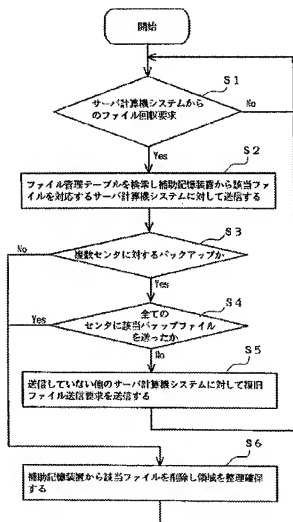 開始
S1
サーバ計算機システムから
のファイル回収要求
No
Yes
S2
ファイル管理テーブルを検索し補助記憶装置から該当ファ
イルを対応するサーバ計算機システムに対して送信する
S3
No
複数センタに対するバックアップか
Yes
S4
全ての
Yes
センタに該当バァップファイル
を送ったか
No
S5
送信していない他のサーバ計算機システムに対して復旧
ファイル送信要求を送信する
S6
補助記憶装置から該当ファイルを削除し領域を整理確保
する